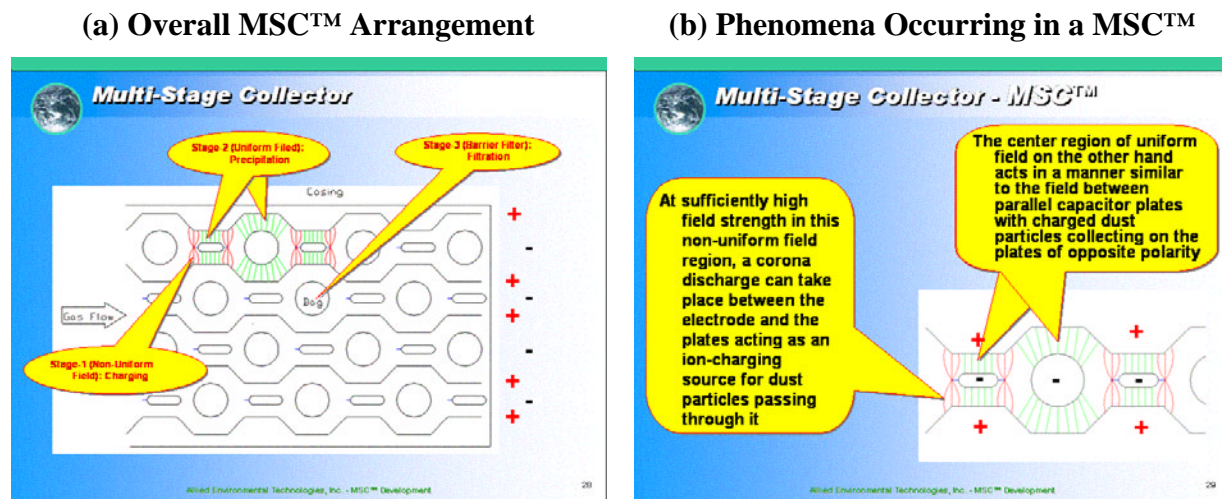 (a) Overall MSC™ Arrangement
Multi-Stage Collector
Stage-2 (Uniform Filed):
Precipitation
Stage-3 (Barrier Filter):
Filtration
Casing
+
-
+
Bag
-
Gas Flow
+
-
Stage-1 (Non-Uniform
Field): Charging
+
-
+
Allied Environmental Technologies, Inc. - MSC™ Development
28
(b) Phenomena Occurring in a MSC™
Multi-Stage Collector - MSC™
The center region of uniform
field on the other hand
acts in a manner similar
to the field between
parallel capacitor plates
with charged dust
particles collecting on the
plates of opposite polarity
At sufficiently high
field strength in this
non-uniform field
region, a corona
discharge can take
place between the
electrode and the
plates acting as an
ion-charging
source for dust
particles passing
through it
+ +
- - -
+ +
Allied Environmental Technologies, Inc. - MSC™ Development
29